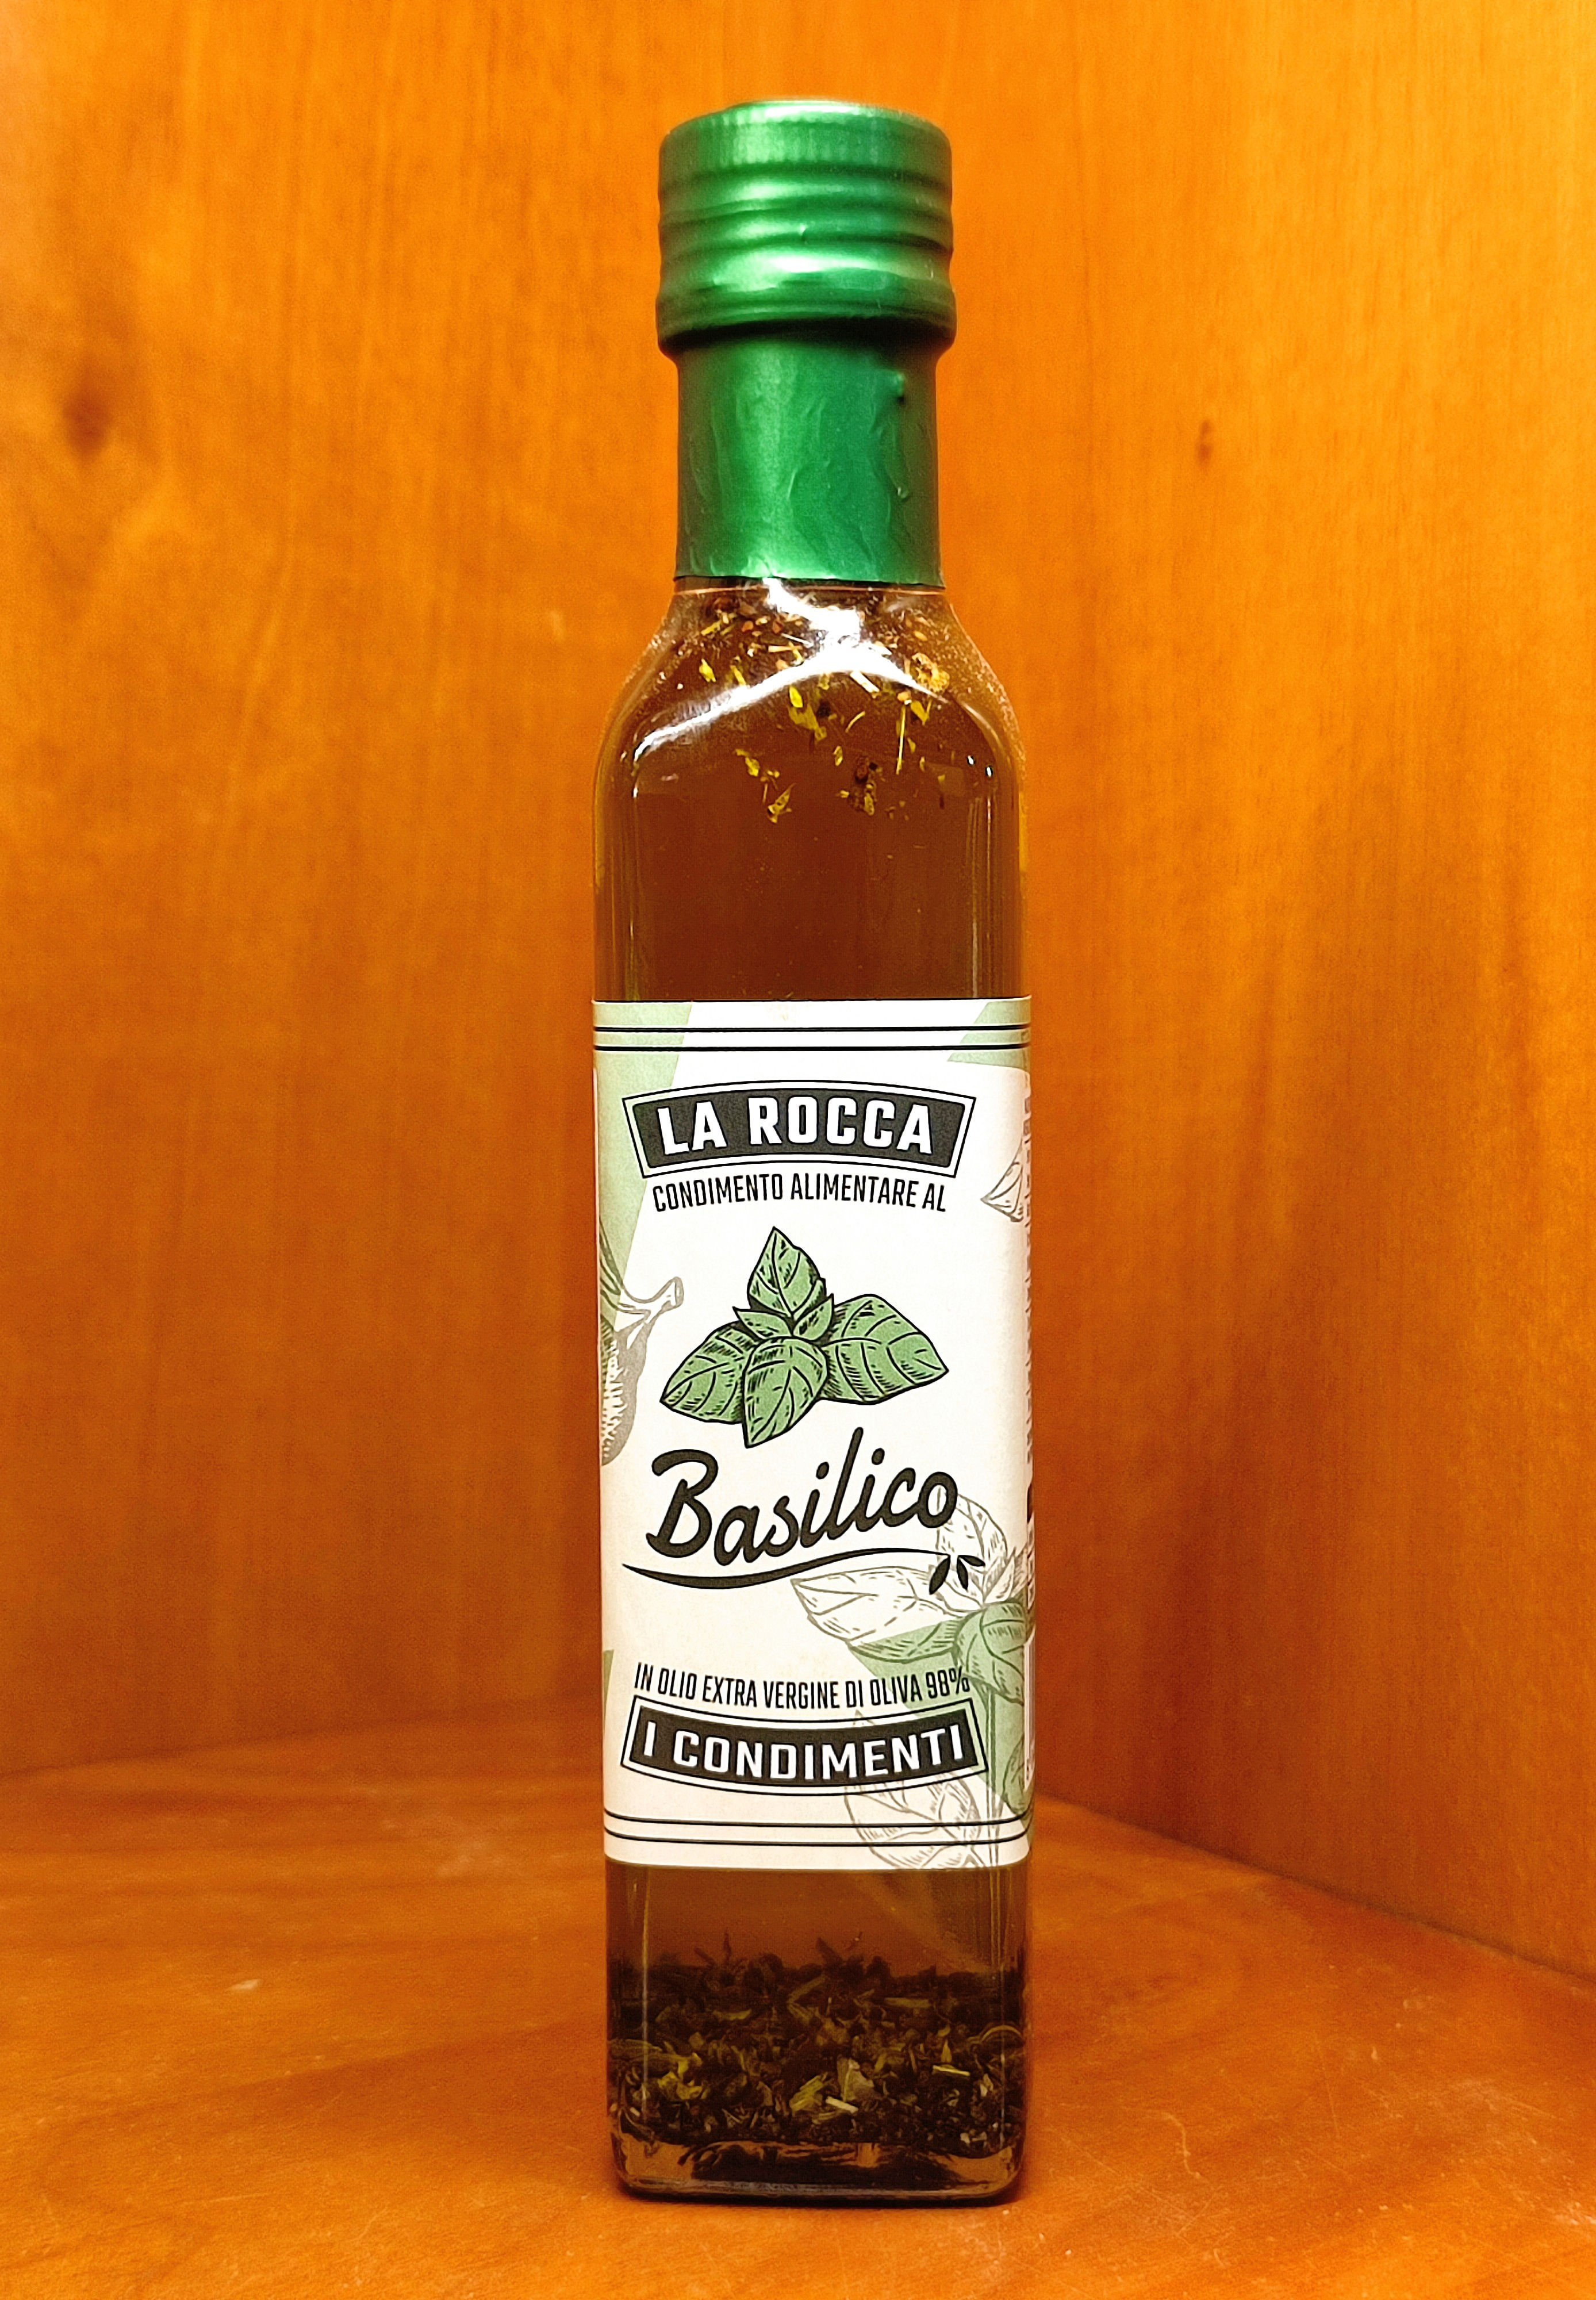 LA ROCCA
CONDIMENTO ALIMENTARE AL
Basilico
IN OLIO EXTRA VERGINE DI OLIVA 98%
I CONDIMENTI